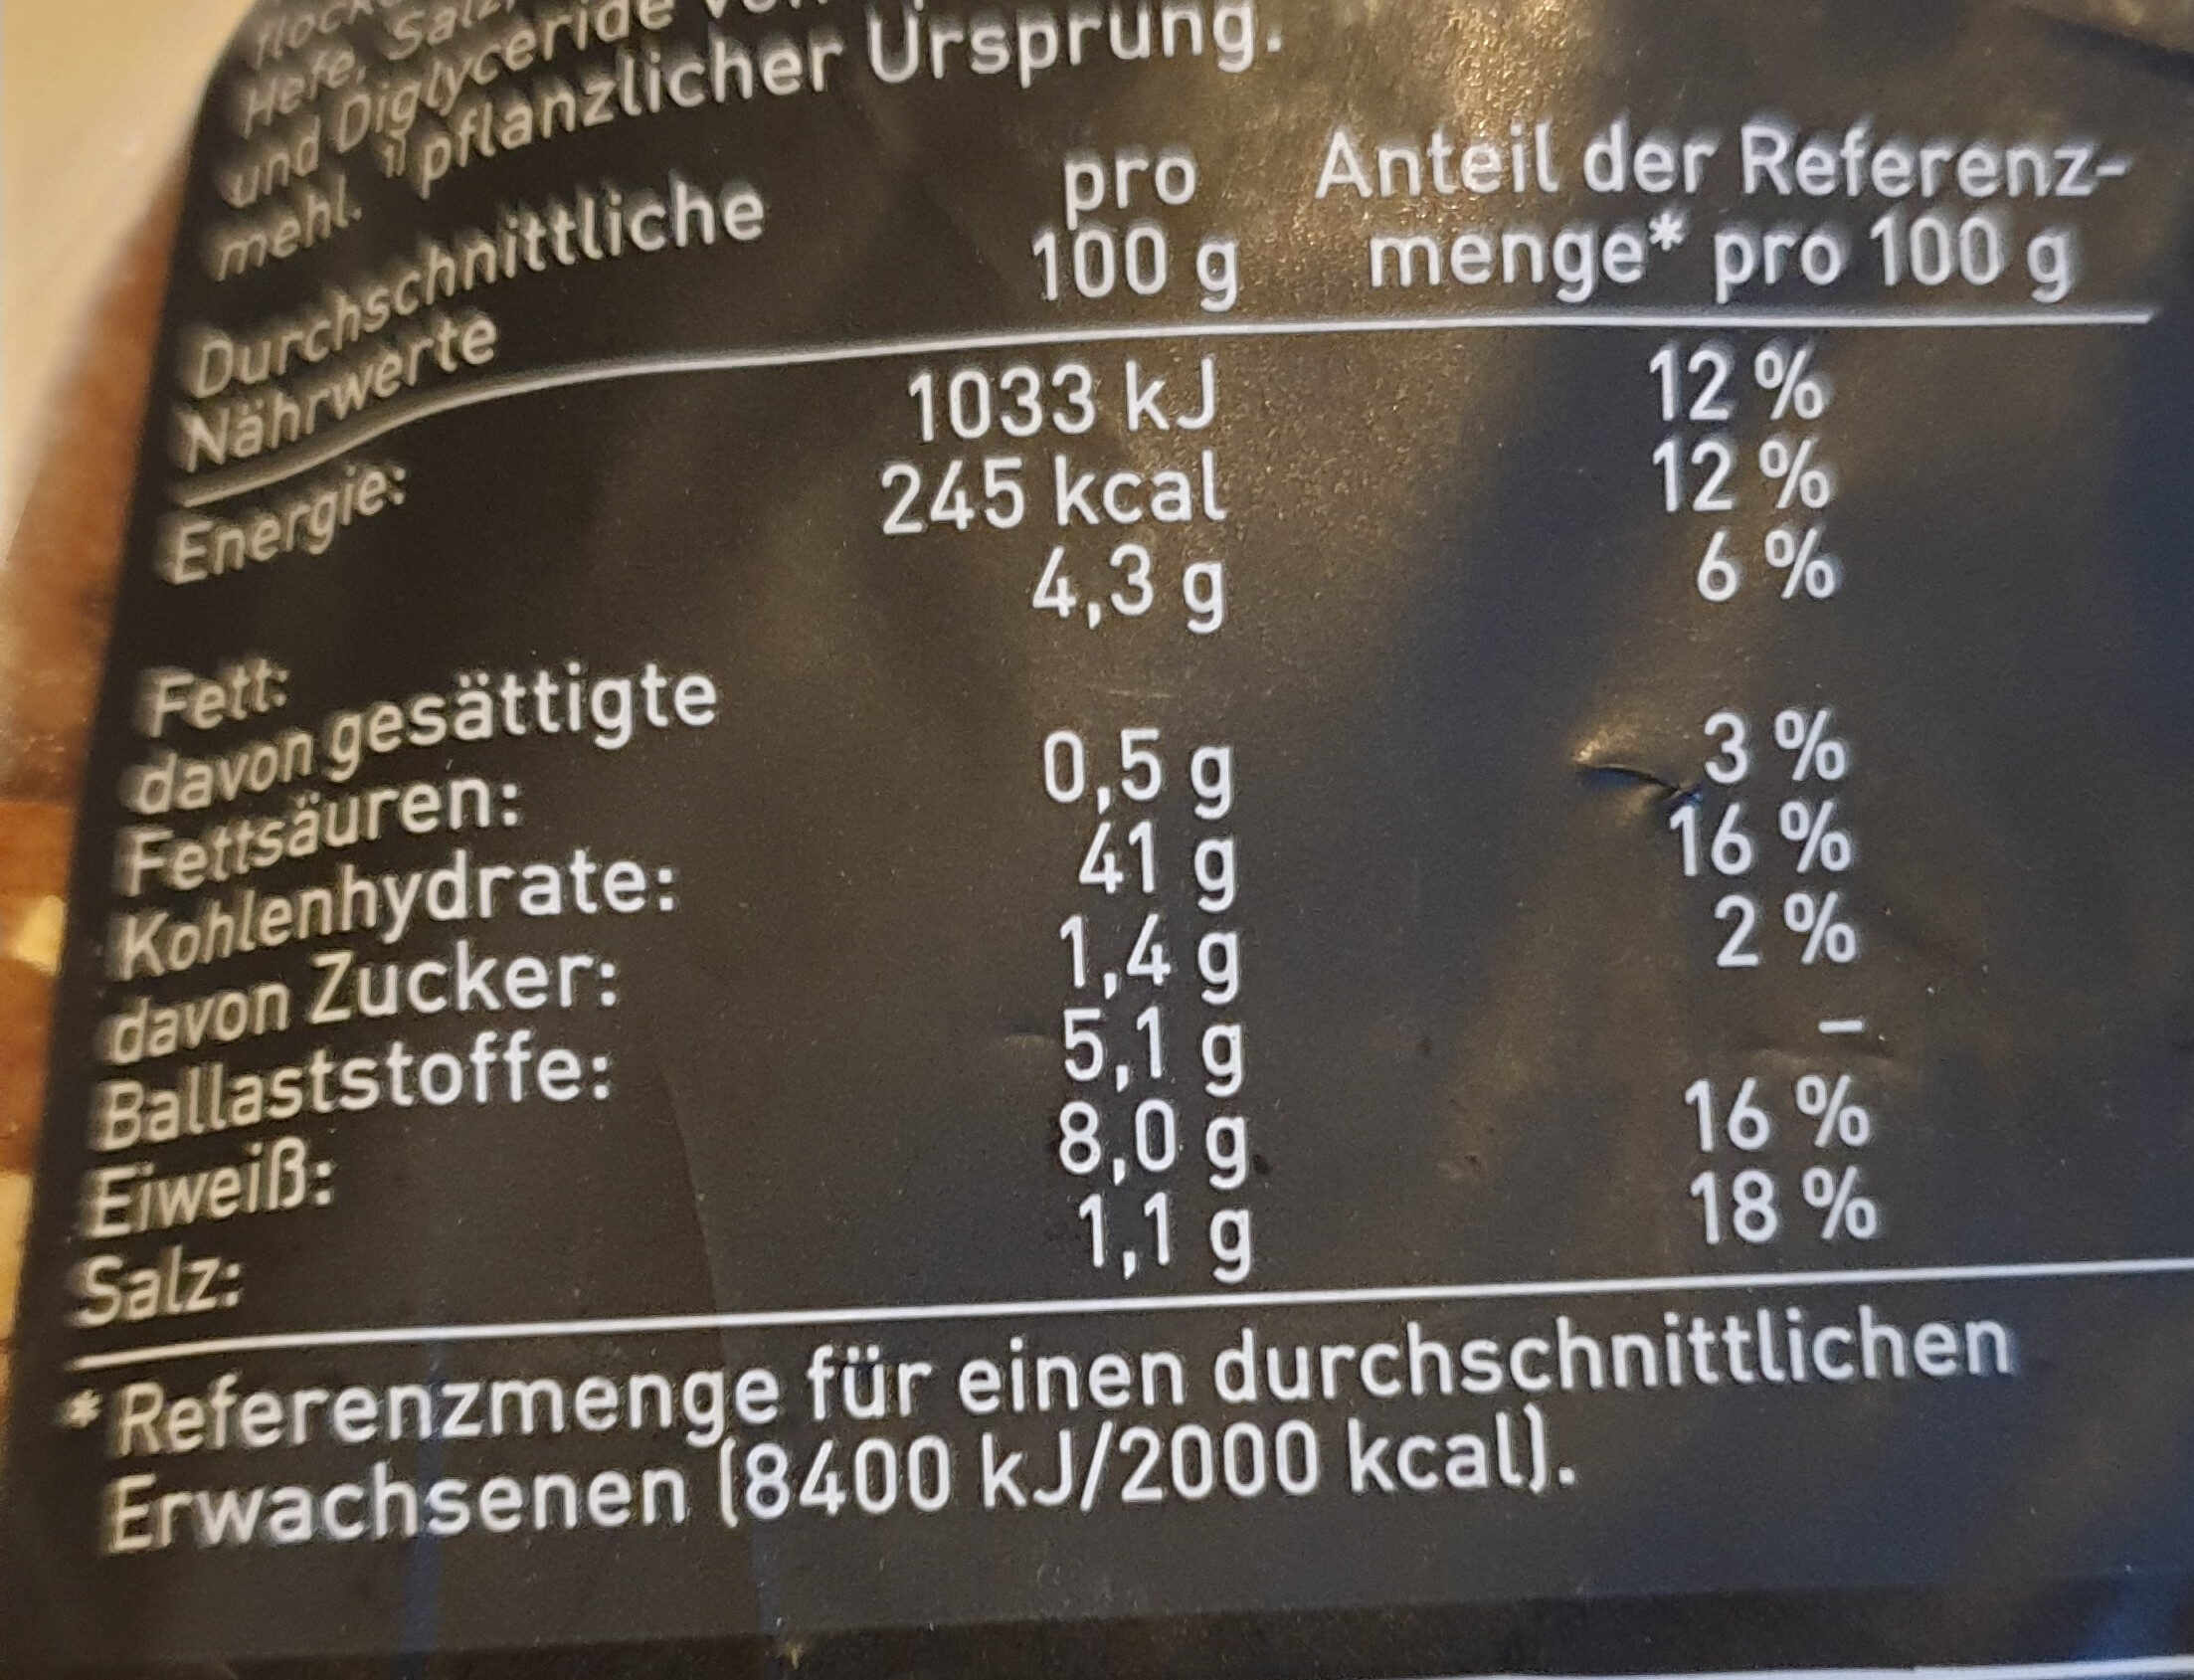 Hefe, Salz,
und Diglyceride
mehl. ¹⁾pflanzlicher Ursprung.
Durchschnittliche Nährwerte pro 100 g Anteil der Referenz-
menge* pro 100 g
Energie: 1033 kJ 12 %
245 kcal 12 %
Fett: 4,3 g 6 %
davon gesättigte
Fettsäuren: 0,5 g 3 %
Kohlenhydrate: 41 g 16 %
davon Zucker: 1,4 g 2 %
Ballaststoffe: 5,1 g –
Eiweiß: 8,0 g 16 %
Salz: 1,1 g 18 %
* Referenzmenge für einen durchschnittlichen
Erwachsenen (8400 kJ/2000 kcal).